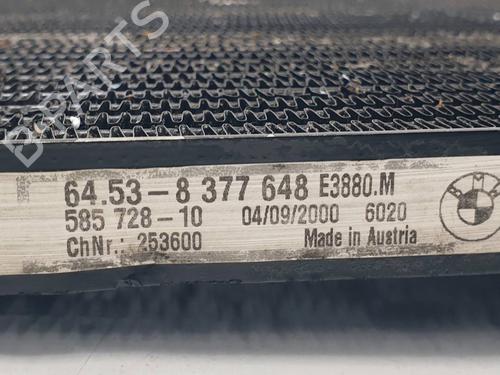 B-PARTS
64.53-8 377 648 E3880.M
585 728-10 04/09/2000 6020
ChNr.: 253600 Made in Austria
BMW